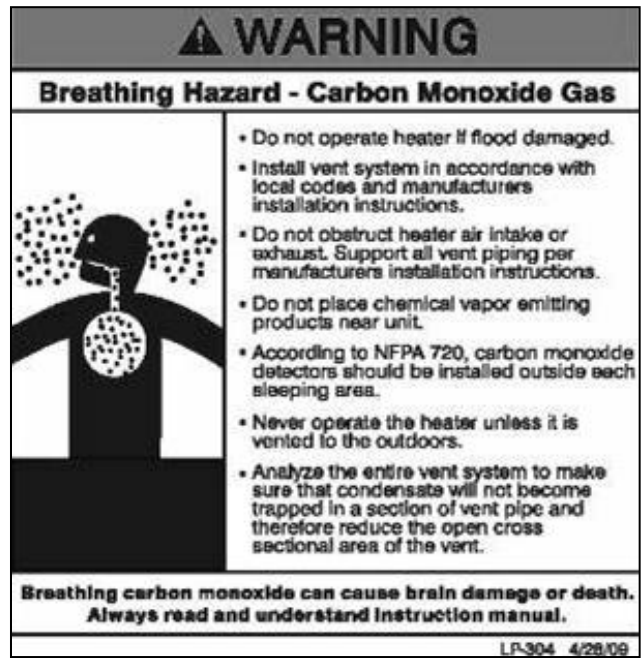 WARNING
Breathing Hazard - Carbon Monoxide Gas
• Do not operate heater if flood damaged.
• Install vent system in accordance with
local codes and manufacturers
installation instructions.
• Do not obstruct heater air intake or
exhaust. Support all vent piping per
manufacturers installation instructions.
• Do not place chemical vapor emitting
products near unit.
• According to NFPA 720, carbon monoxide
detectors should be installed outside each
sleeping area.
• Never operate the heater unless it is
vented to the outdoors.
• Analyze the entire vent system to make
sure that condensate will not become
trapped in a section of vent pipe and
therefore reduce the open cross
sectional area of the vent.
Breathing carbon monoxide can cause brain damage or death.
Always read and understand instruction manual.
LP-304 4/28/09